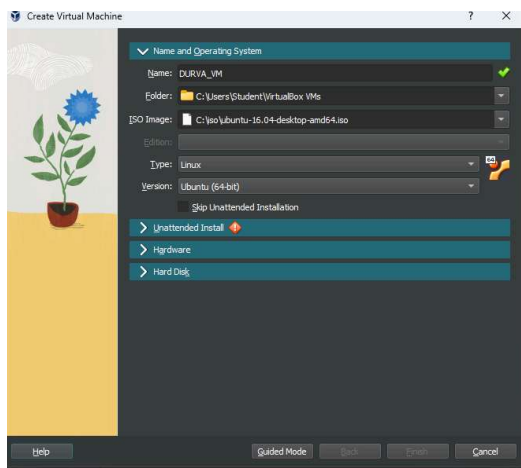 Create Virtual Machine ? X
Name and Operating System
Name: DURVA_VM
Folder: C:\Users\Student\VirtualBox VMs
ISO Image: C:\iso\ubuntu-16.04-desktop-amd64.iso
Edition:
Type: Linux 64
Version: Ubuntu (64-bit)
Skip Unattended Installation
Unattended Install
Hardware
Hard Disk
Help Guided Mode Back Finish Cancel